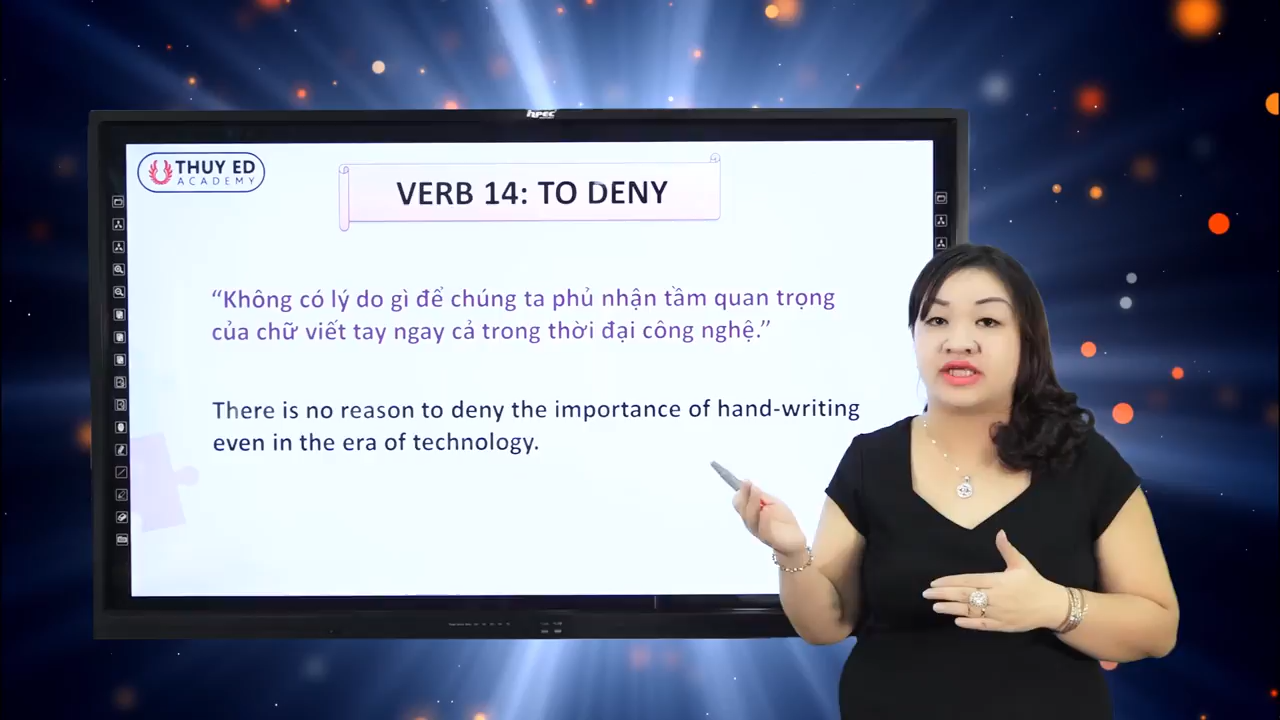 HPEC
THUY ED
ACADEMY
VERB 14: TO DENY
“Không có lý do gì để chúng ta phủ nhận tầm quan trọng
của chữ viết tay ngay cả trong thời đại công nghệ.”
There is no reason to deny the importance of hand-writing
even in the era of technology.